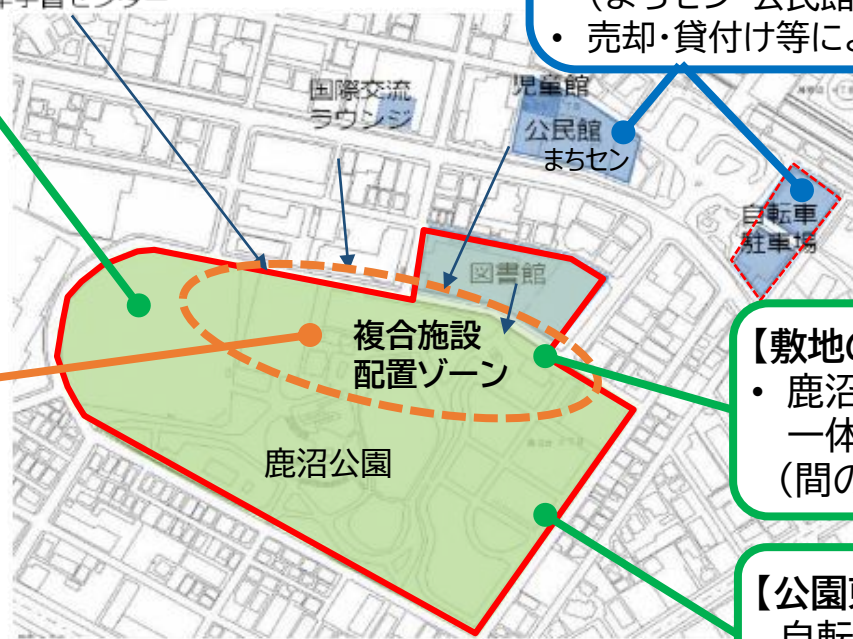 (まちセン 公民館
• 売却・貸付け等によ
国際交流
ラウンジ
児童館
公民館
まちセン
自転車
駐車場
図書館
複合施設
配置ゾーン
鹿沼公園
【敷地の
• 鹿沼
一体
(間の
【公園
自転